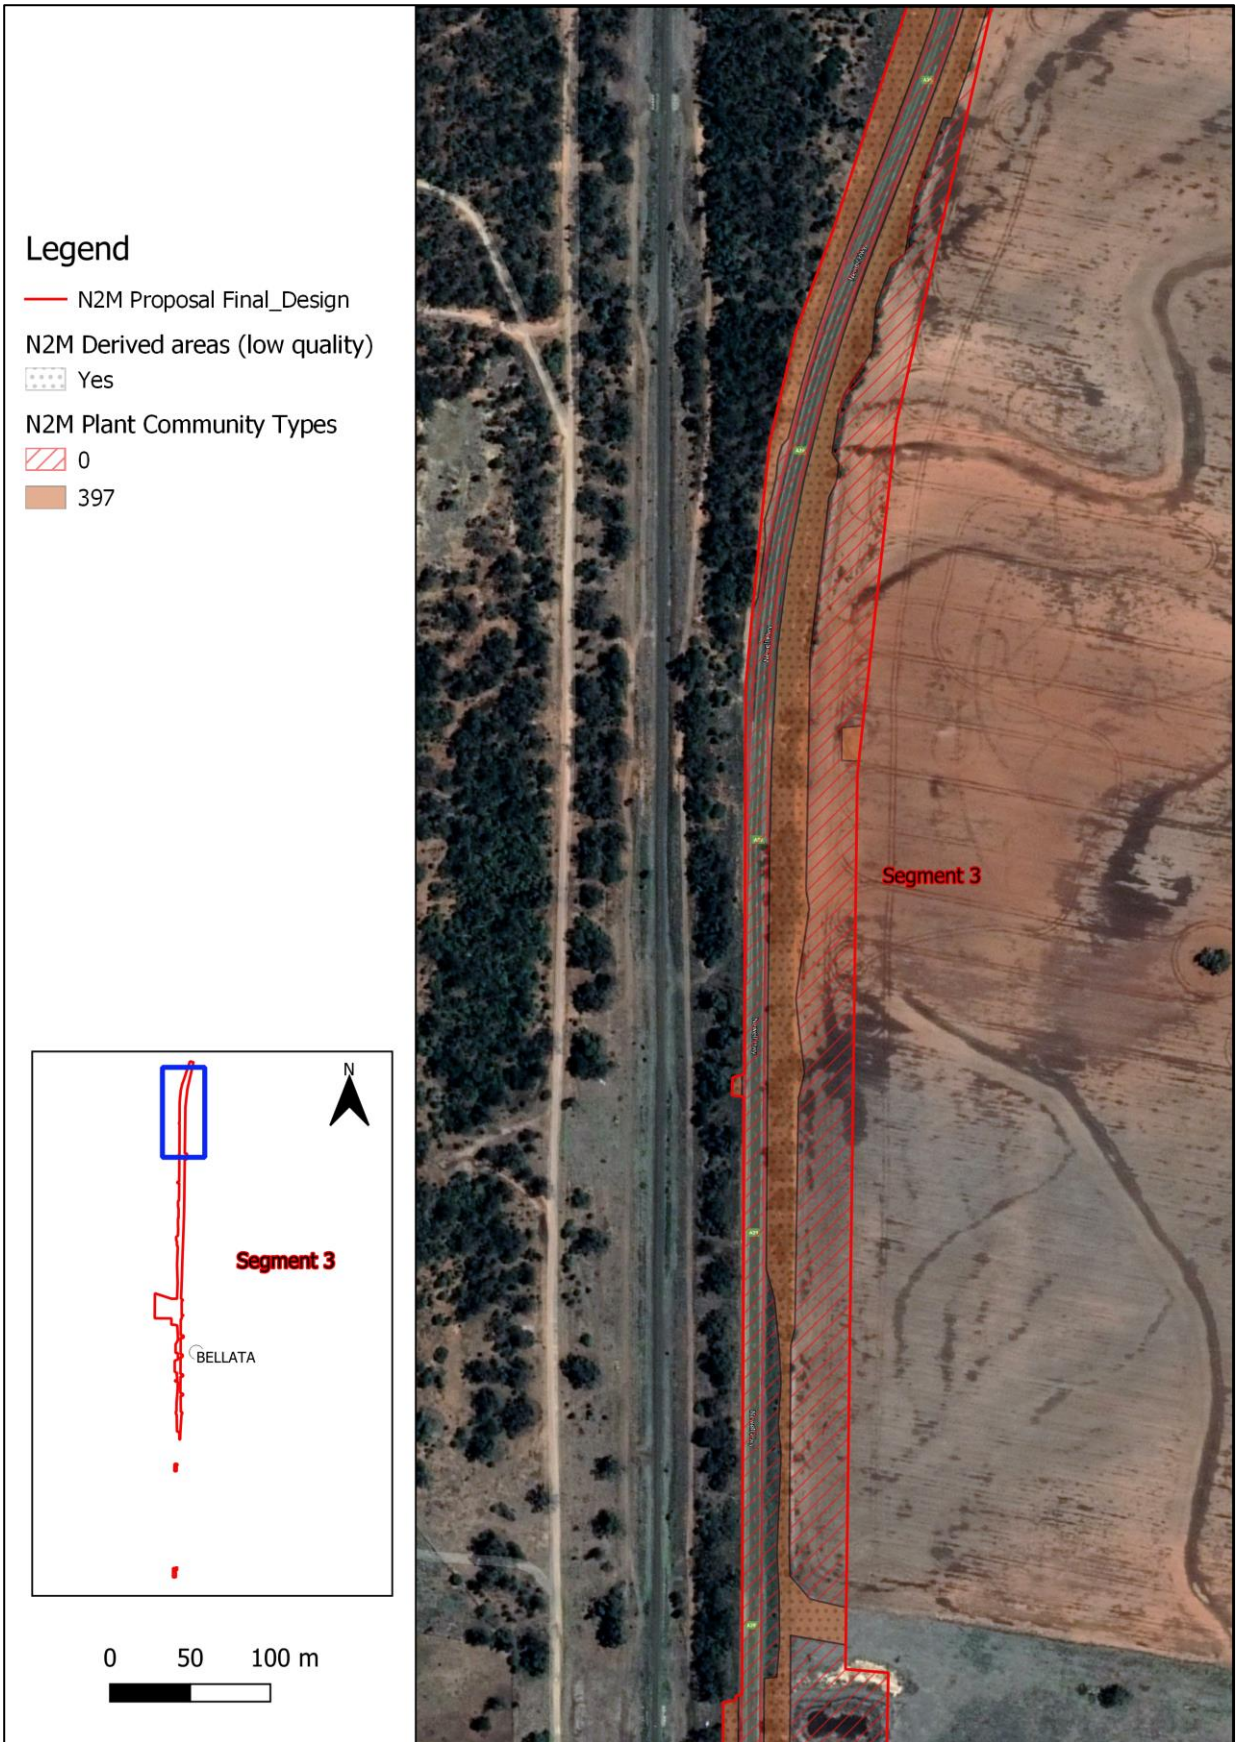 Legend
N2M Proposal Final_Design
N2M Derived areas (low quality)
Yes
N2M Plant Community Types
0
397
Segment 3
N
Segment 3
BELLATA
0 50 100 m